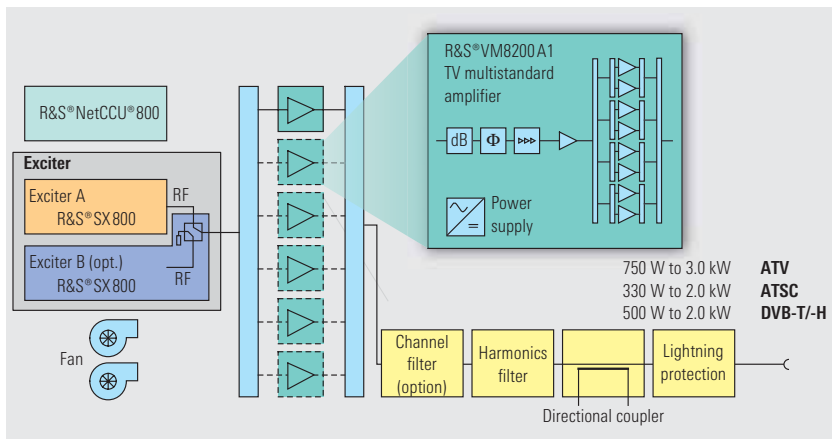 R&S®NetCCU®800
Exciter
Exciter A
R&S®SX800
RF
Exciter B (opt.)
R&S®SX800
RF
Fan
R&S®VM8200A1
TV multistandard
amplifier
dB
Φ
Power
supply
750 W to 3.0 kW ATV
330 W to 2.0 kW ATSC
500 W to 2.0 kW DVB-T/-H
Channel
filter
(option)
Harmonics
filter
Directional coupler
Lightning
protection